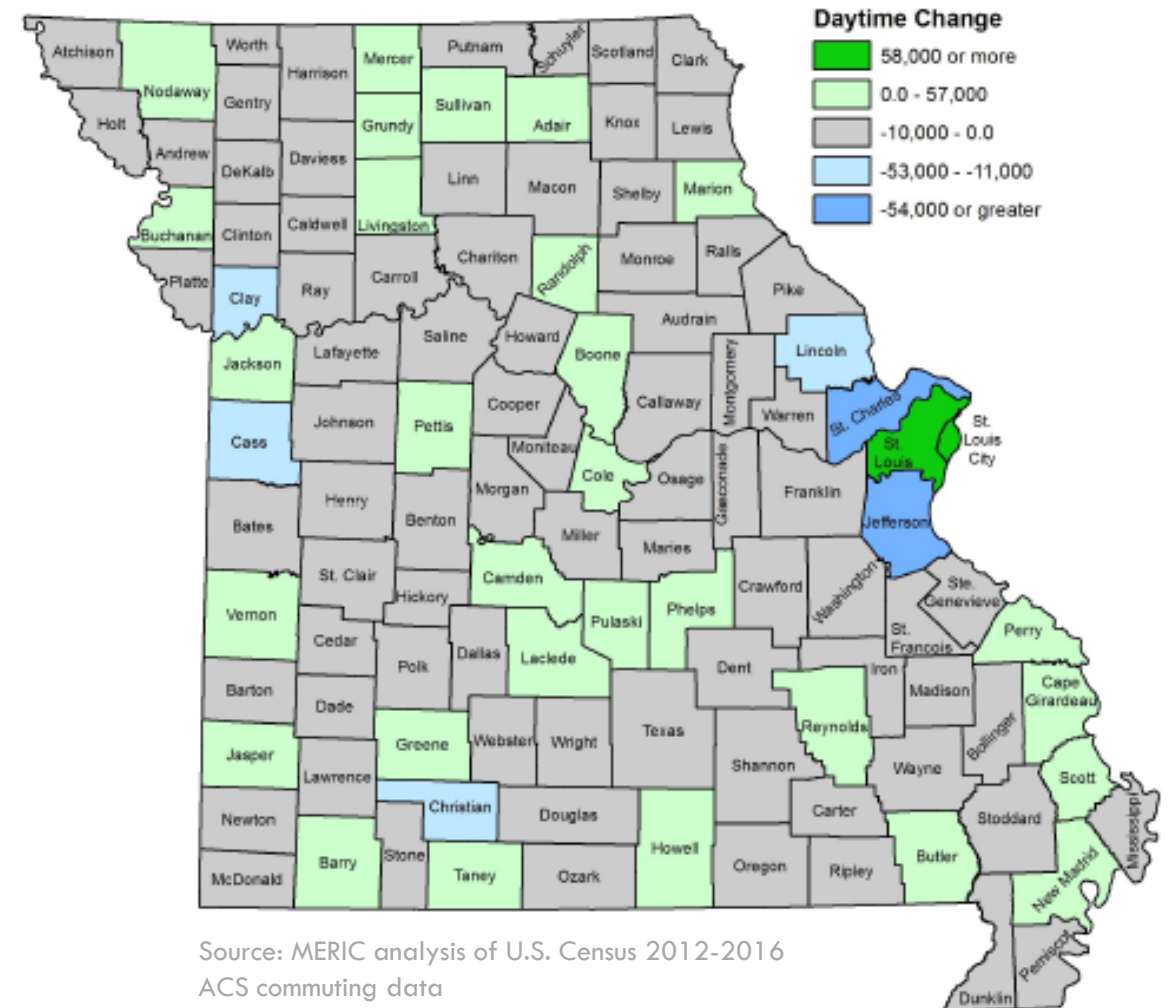 Daytime Change
58,000 or more
0.0 - 57,000
-10,000 - 0.0
-53,000 - -11,000
-54,000 or greater
Atchison
Nodaway
Worth
Harrison
Mercer
Putnam
Schuyler
Scotland
Clark
Holt
Gentry
Sullivan
Adair
Knox
Lewis
Andrew
DeKalb
Daviess
Grundy
Linn
Macon
Shelby
Marion
Buchanan
Clinton
Caldwell
Livingston
Chariton
Randolph
Monroe
Ralls
Platte
Clay
Ray
Carroll
Pike
Audrain
Saline
Howard
Boone
Jackson
Lafayette
Montgomery
Lincoln
Cooper
Callaway
Warren
St. Charles
Johnson
Pettis
Cass
Moniteau
Cole
Osage
Gasconade
Franklin
St.
Louis
St.
Louis
City
Morgan
Henry
Bates
Benton
Miller
Maries
Jefferson
St. Clair
Camden
Hickory
Pulaski
Phelps
Crawford
Washington
Ste.
Genevieve
Vernon
Cedar
Polk
Dallas
Laclede
Dent
St.
Francois
Perry
Iron
Madison
Cape
Girardeau
Barton
Dade
Greene
Webster
Wright
Texas
Reynolds
Bollinger
Jasper
Lawrence
Shannon
Wayne
Scott
Christian
Douglas
Carter
Stoddard
Mississippi
Newton
Barry
Stone
Taney
Ozark
Howell
Oregon
Ripley
Butler
New Madrid
McDonald
Pemiscot
Dunklin
Source: MERIC analysis of U.S. Census 2012-2016
ACS commuting data